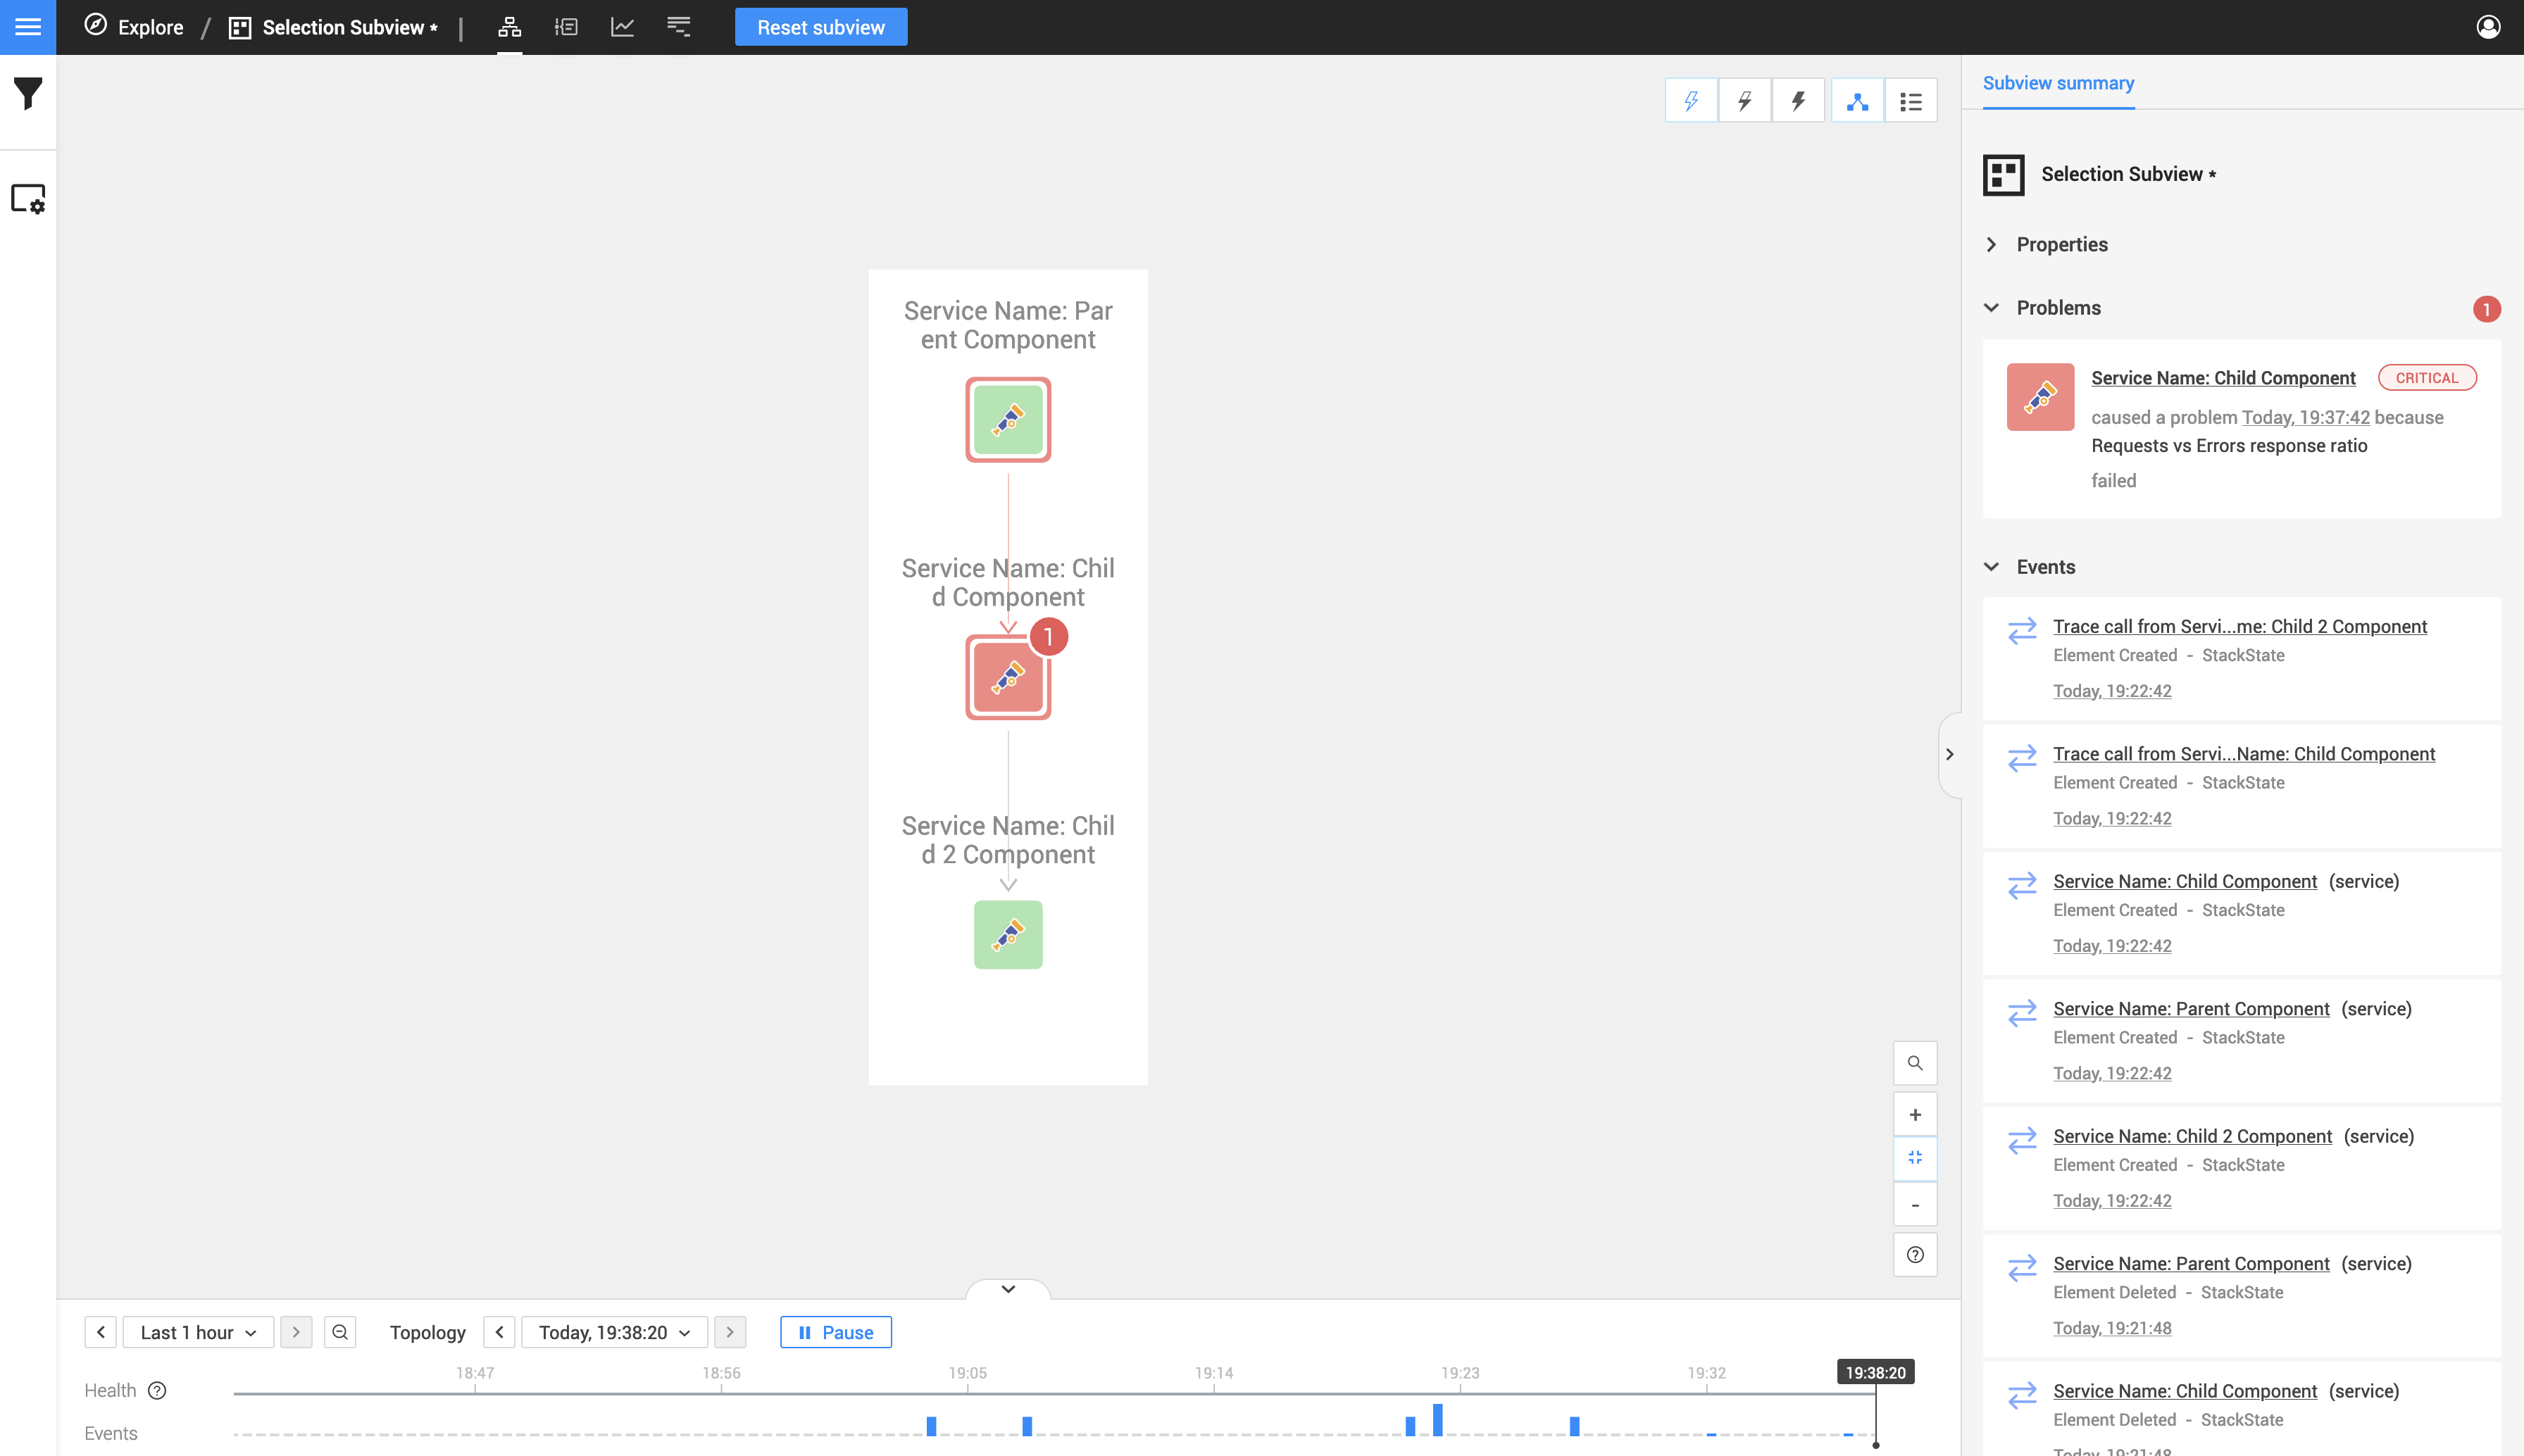 Explore / Selection Subview * | Reset subview
Subview summary
Selection Subview *
Properties
Problems 1
Service Name: Child Component CRITICAL
caused a problem Today, 19:37:42 because
Requests vs Errors response ratio
failed
Events
Trace call from Servi...me: Child 2 Component
Element Created - StackState
Today, 19:22:42
Trace call from Servi...Name: Child Component
Element Created - StackState
Today, 19:22:42
Service Name: Child Component (service)
Element Created - StackState
Today, 19:22:42
Service Name: Parent Component (service)
Element Created - StackState
Today, 19:22:42
Service Name: Child 2 Component (service)
Element Created - StackState
Today, 19:22:42
Service Name: Parent Component (service)
Element Deleted - StackState
Today, 19:21:48
Service Name: Child Component (service)
Element Deleted - StackState
Today, 19:21:48
Service Name: Par
ent Component
Service Name: Chil
d Component
1
Service Name: Chil
d 2 Component
+
-
Last 1 hour Topology Today, 19:38:20 Pause
18:47 18:56 19:05 19:14 19:23 19:32 19:38:20
Health
Events